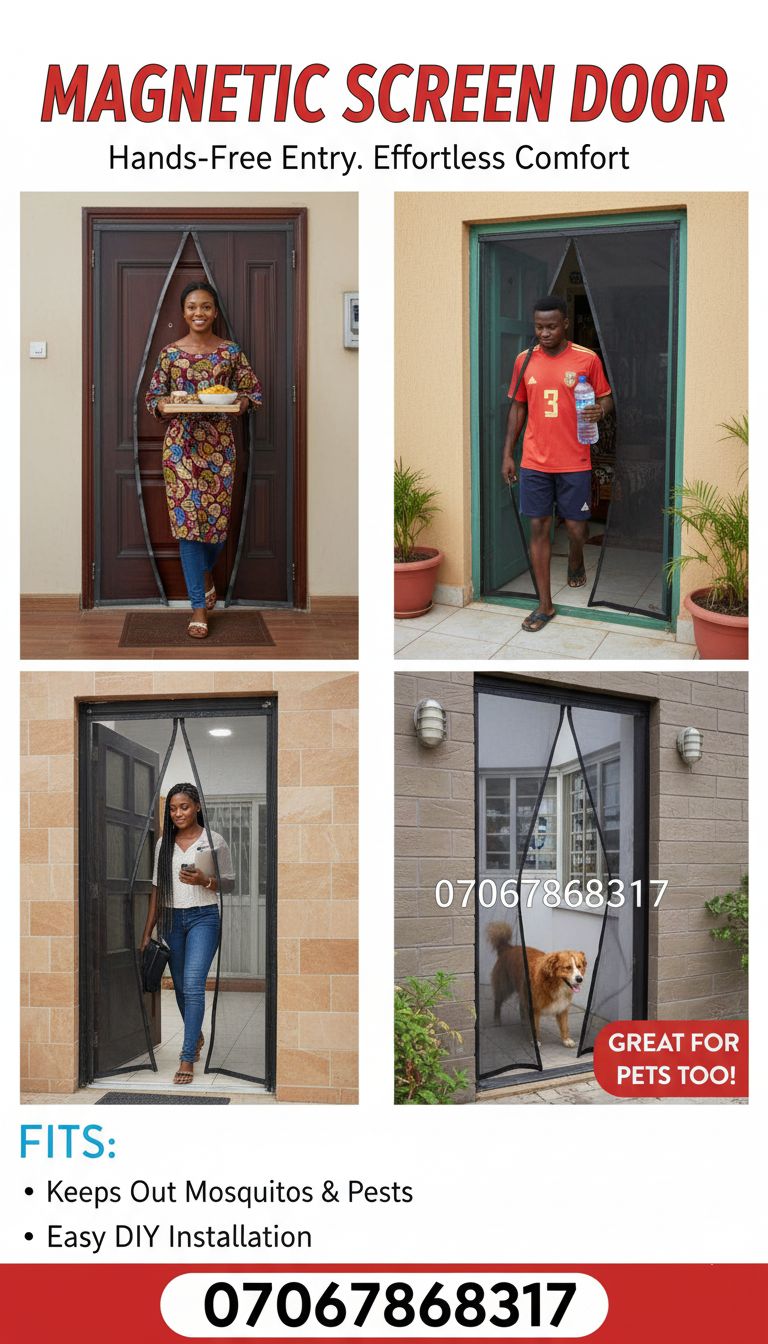 MAGNETIC SCREEN DOOR
Hands-Free Entry. Effortless Comfort
3
07067868317
GREAT FOR
PETS TOO!
FITS:
• Keeps Out Mosquitos & Pests
• Easy DIY Installation
07067868317